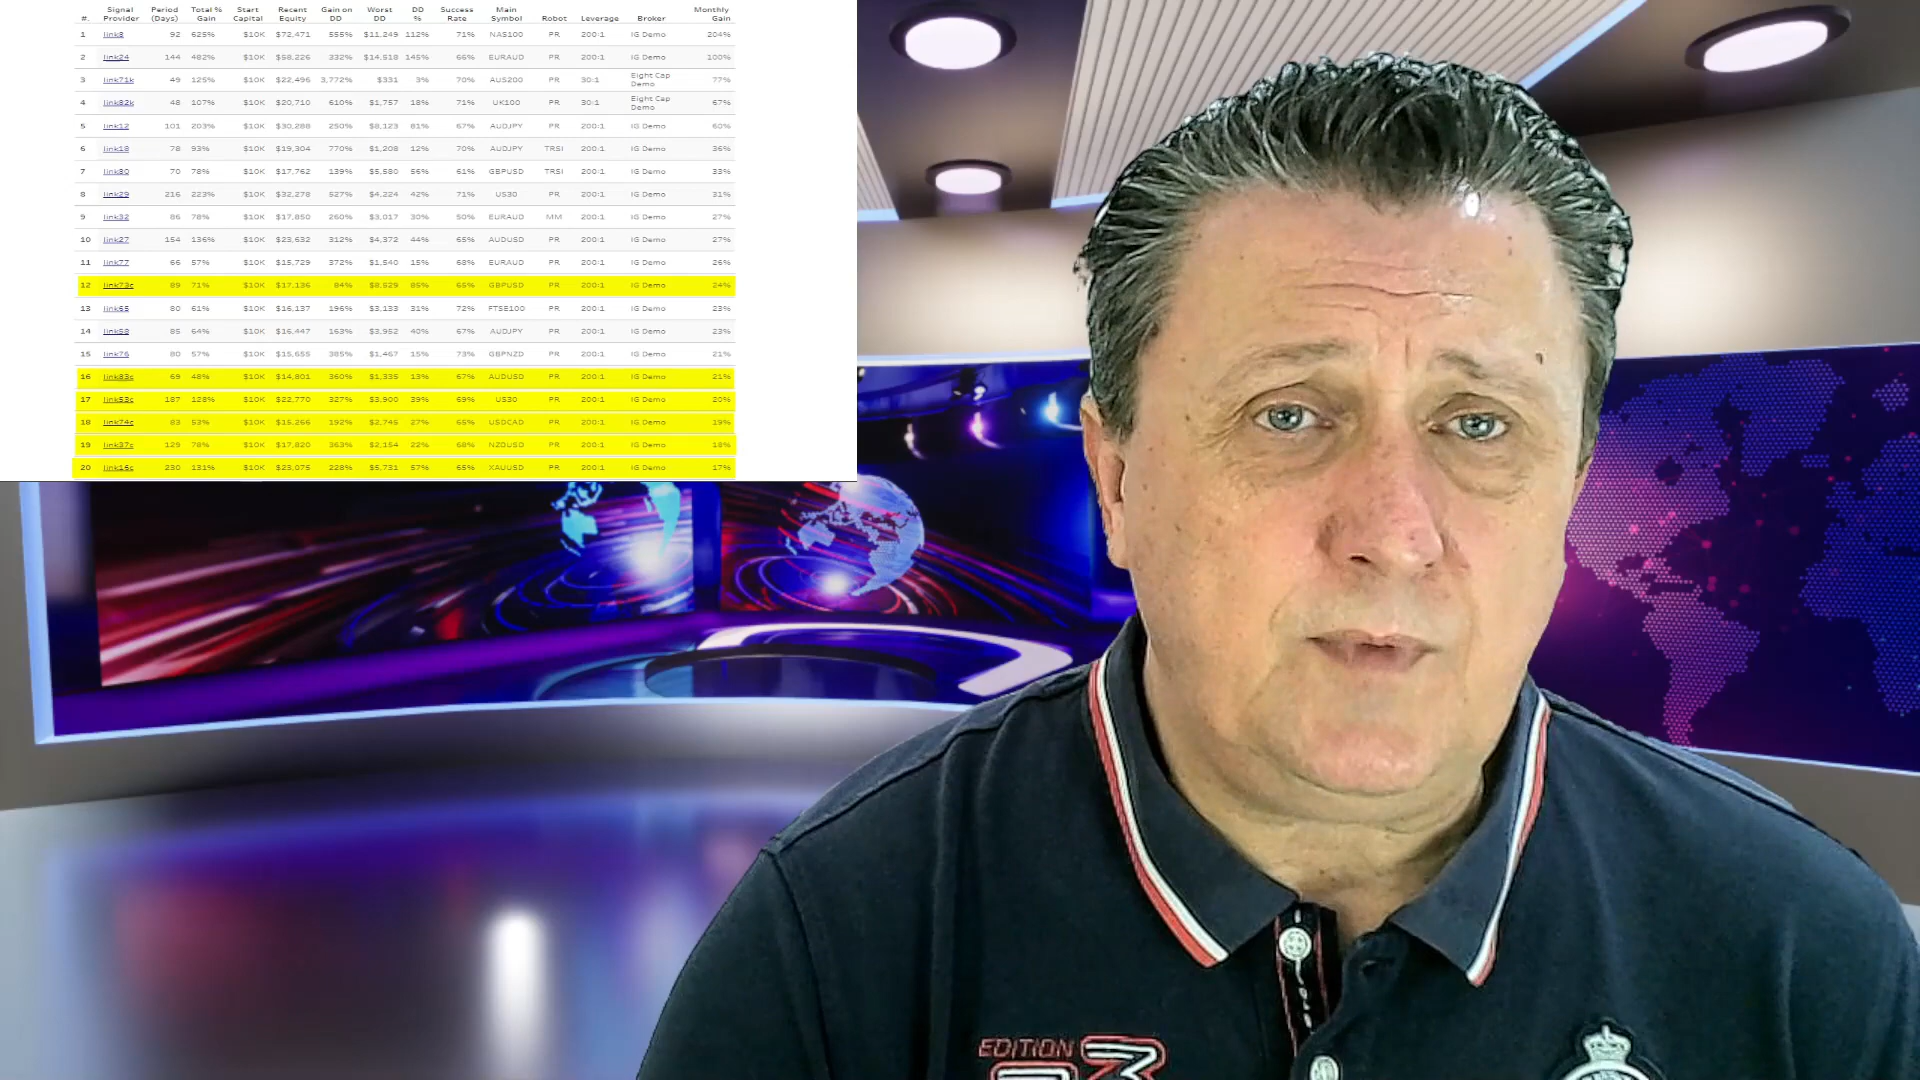 #. Signal Provider Period (Days) Total % Gain Start Capital Recent Equity Gain on DD Worst DD DD % Success Rate Main Symbol Robot Leverage Broker Monthly Gain
1 link8 92 625% $10K $72,471 555% $11,249 112% 71% NAS100 PR 200:1 IG Demo 204%
2 link24 144 482% $10K $58,226 332% $14,518 145% 66% EURAUD PR 200:1 IG Demo 100%
3 link71k 49 125% $10K $22,496 3,772% $331 3% 70% AUS200 PR 30:1 Eight Cap Demo 77%
4 link82k 48 107% $10K $20,710 610% $1,757 18% 71% UK100 PR 30:1 Eight Cap Demo 67%
5 link12 101 203% $10K $30,288 250% $8,123 81% 67% AUDJPY PR 200:1 IG Demo 60%
6 link18 78 93% $10K $19,304 770% $1,208 12% 70% AUDJPY TRSI 200:1 IG Demo 36%
7 link80 70 78% $10K $17,762 139% $5,580 56% 61% GBPUSD TRSI 200:1 IG Demo 33%
8 link29 216 223% $10K $32,278 527% $4,224 42% 71% US30 PR 200:1 IG Demo 31%
9 link32 86 78% $10K $17,850 260% $3,017 30% 50% EURAUD MM 200:1 IG Demo 27%
10 link27 154 136% $10K $23,632 312% $4,372 44% 65% AUDUSD PR 200:1 IG Demo 27%
11 link77 66 57% $10K $15,729 372% $1,540 15% 68% EURAUD PR 200:1 IG Demo 26%
12 link73c 89 71% $10K $17,136 84% $8,529 85% 65% GBPUSD PR 200:1 IG Demo 24%
13 link65 80 61% $10K $16,137 196% $3,133 31% 72% FTSE100 PR 200:1 IG Demo 23%
14 link58 85 64% $10K $16,447 163% $3,952 40% 67% AUDJPY PR 200:1 IG Demo 23%
15 link76 80 57% $10K $15,655 385% $1,467 15% 73% GBPNZD PR 200:1 IG Demo 21%
16 link83s 69 48% $10K $14,801 360% $1,335 13% 67% AUDUSD PR 200:1 IG Demo 21%
17 link53c 187 128% $10K $22,770 327% $3,900 39% 69% US30 PR 200:1 IG Demo 20%
18 link74c 83 53% $10K $15,266 192% $2,745 27% 65% USDCAD PR 200:1 IG Demo 19%
19 link37s 129 78% $10K $17,820 363% $2,154 22% 68% NZDUSD PR 200:1 IG Demo 18%
20 link16c 230 131% $10K $23,075 228% $5,731 57% 65% XAUUSD PR 200:1 IG Demo 17%
EDITION